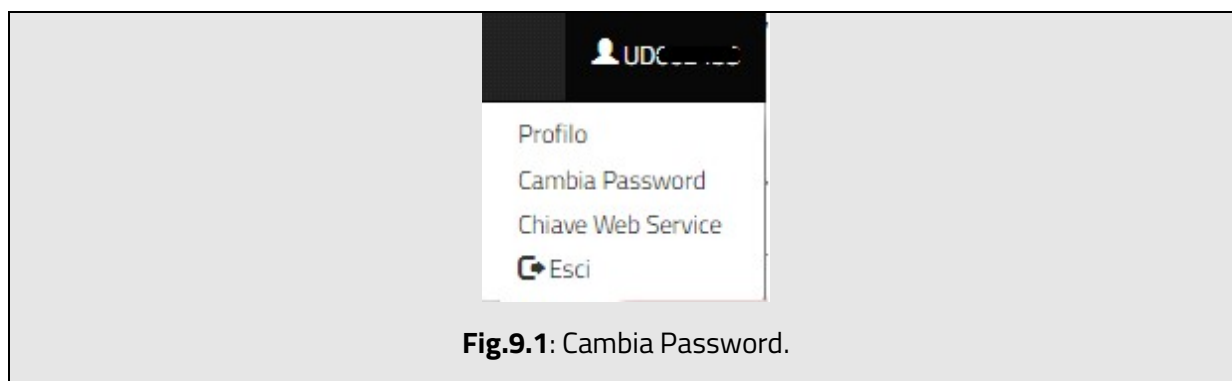 Profilo
Cambia Password
Chiave Web Service
Esci
Fig.9.1: Cambia Password.